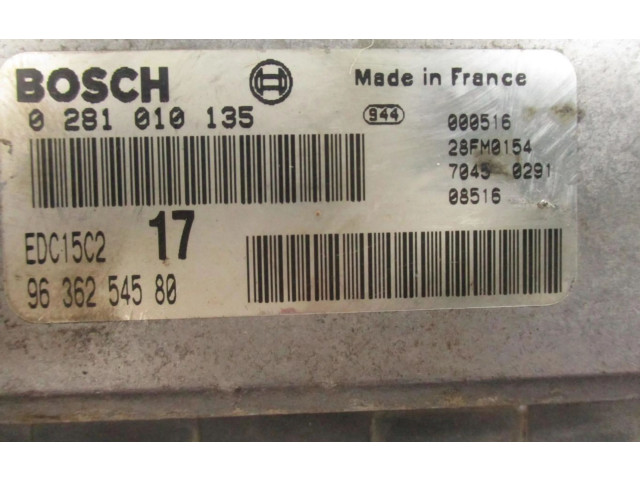 BOSCH
Made in France
0 281 010 135
944
000516
28FM0154
7045 0291
08516
EDC15C2
17
96 362 545 80